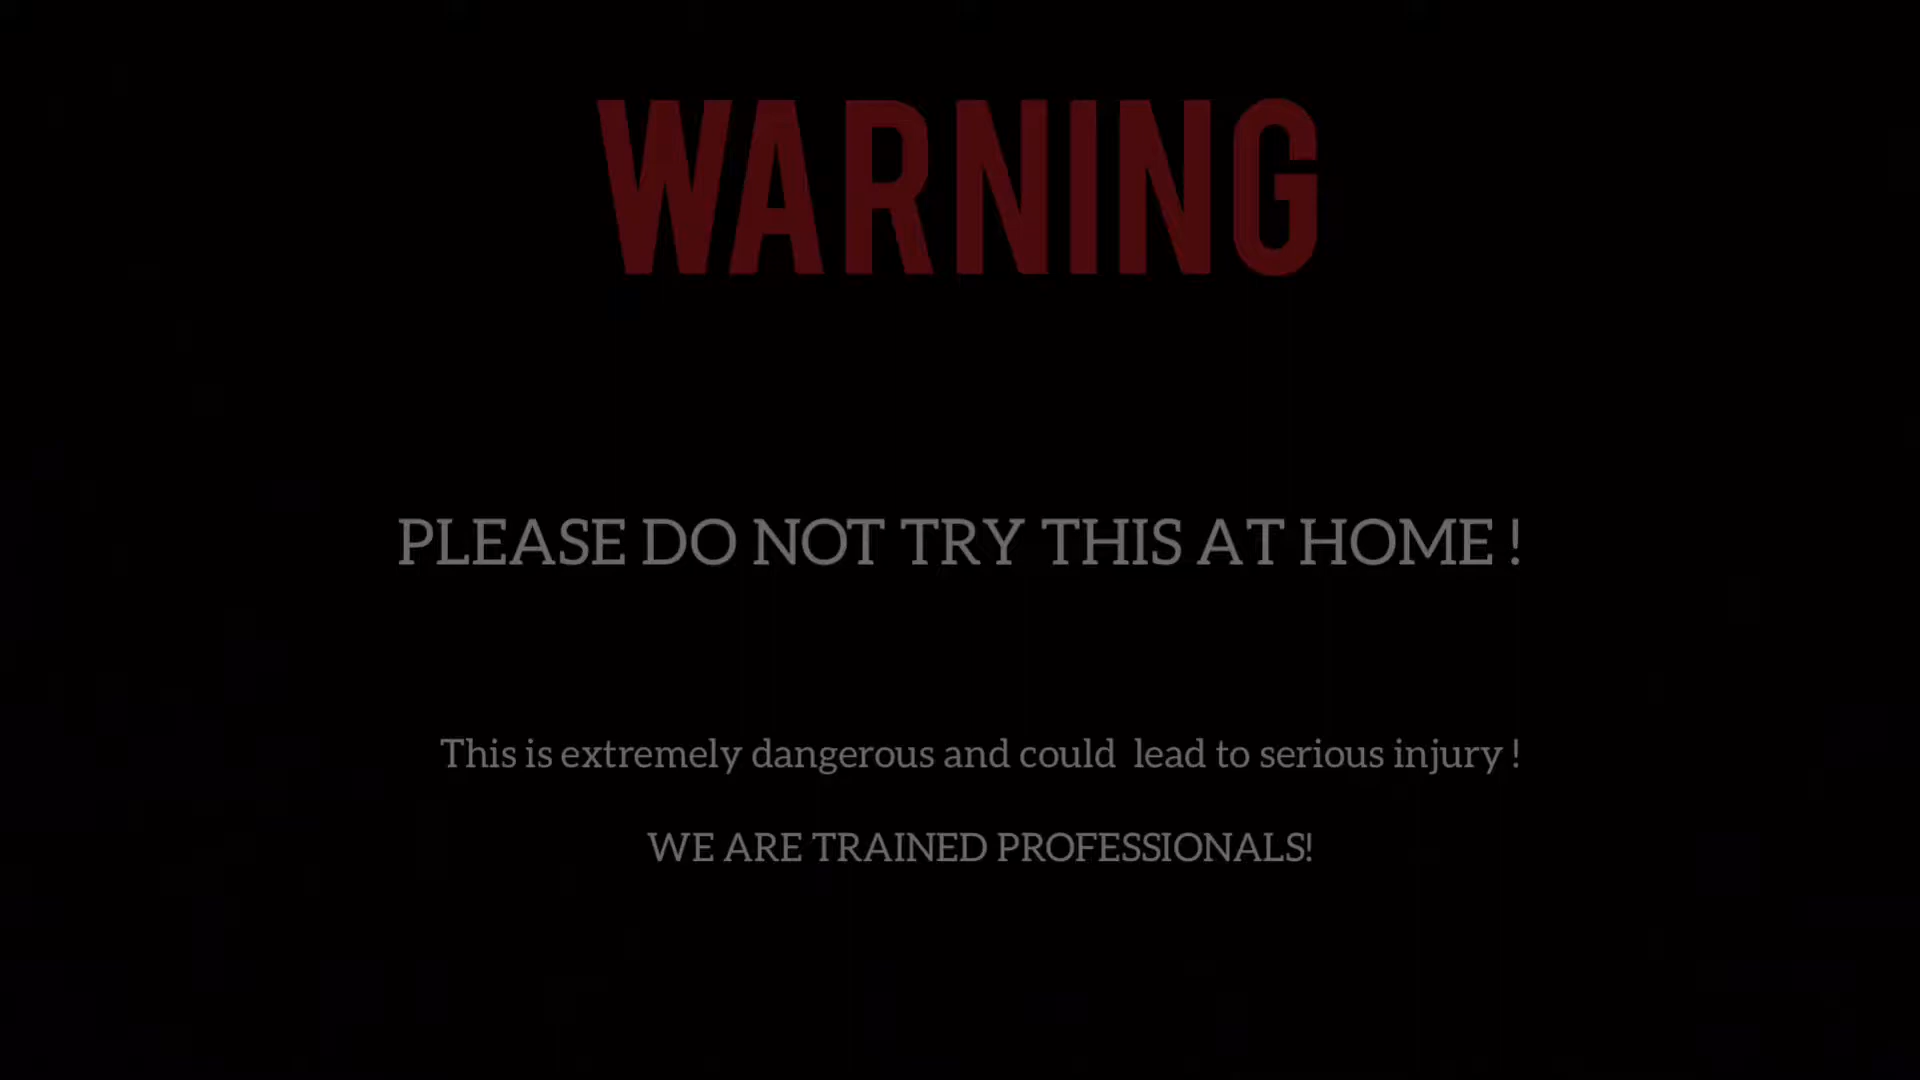 WARNING
PLEASE DO NOT TRY THIS AT HOME !
This is extremely dangerous and could  lead to serious injury !
WE ARE TRAINED PROFESSIONALS!